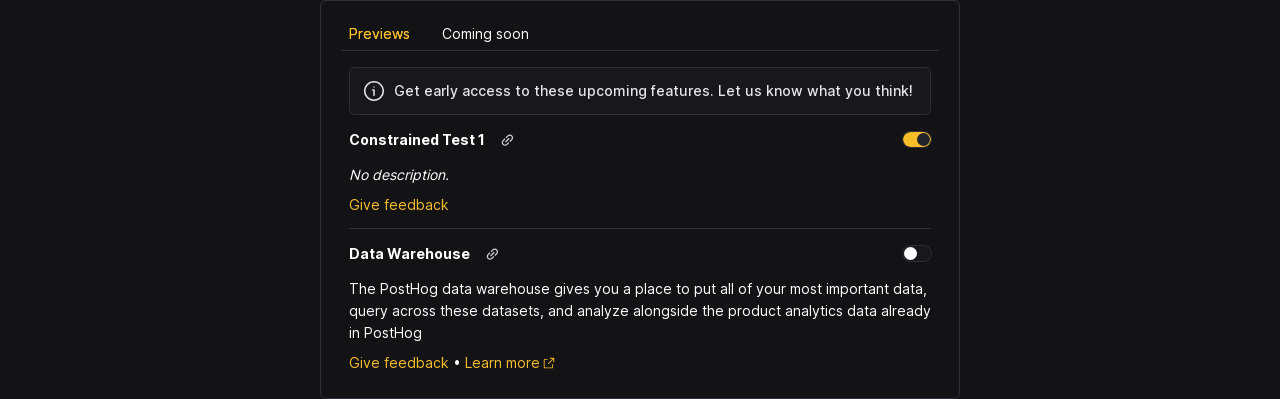 Previews Coming soon
Get early access to these upcoming features. Let us know what you think!
Constrained Test 1
No description.
Give feedback
Data Warehouse
The PostHog data warehouse gives you a place to put all of your most important data,
query across these datasets, and analyze alongside the product analytics data already
in PostHog
Give feedback • Learn more